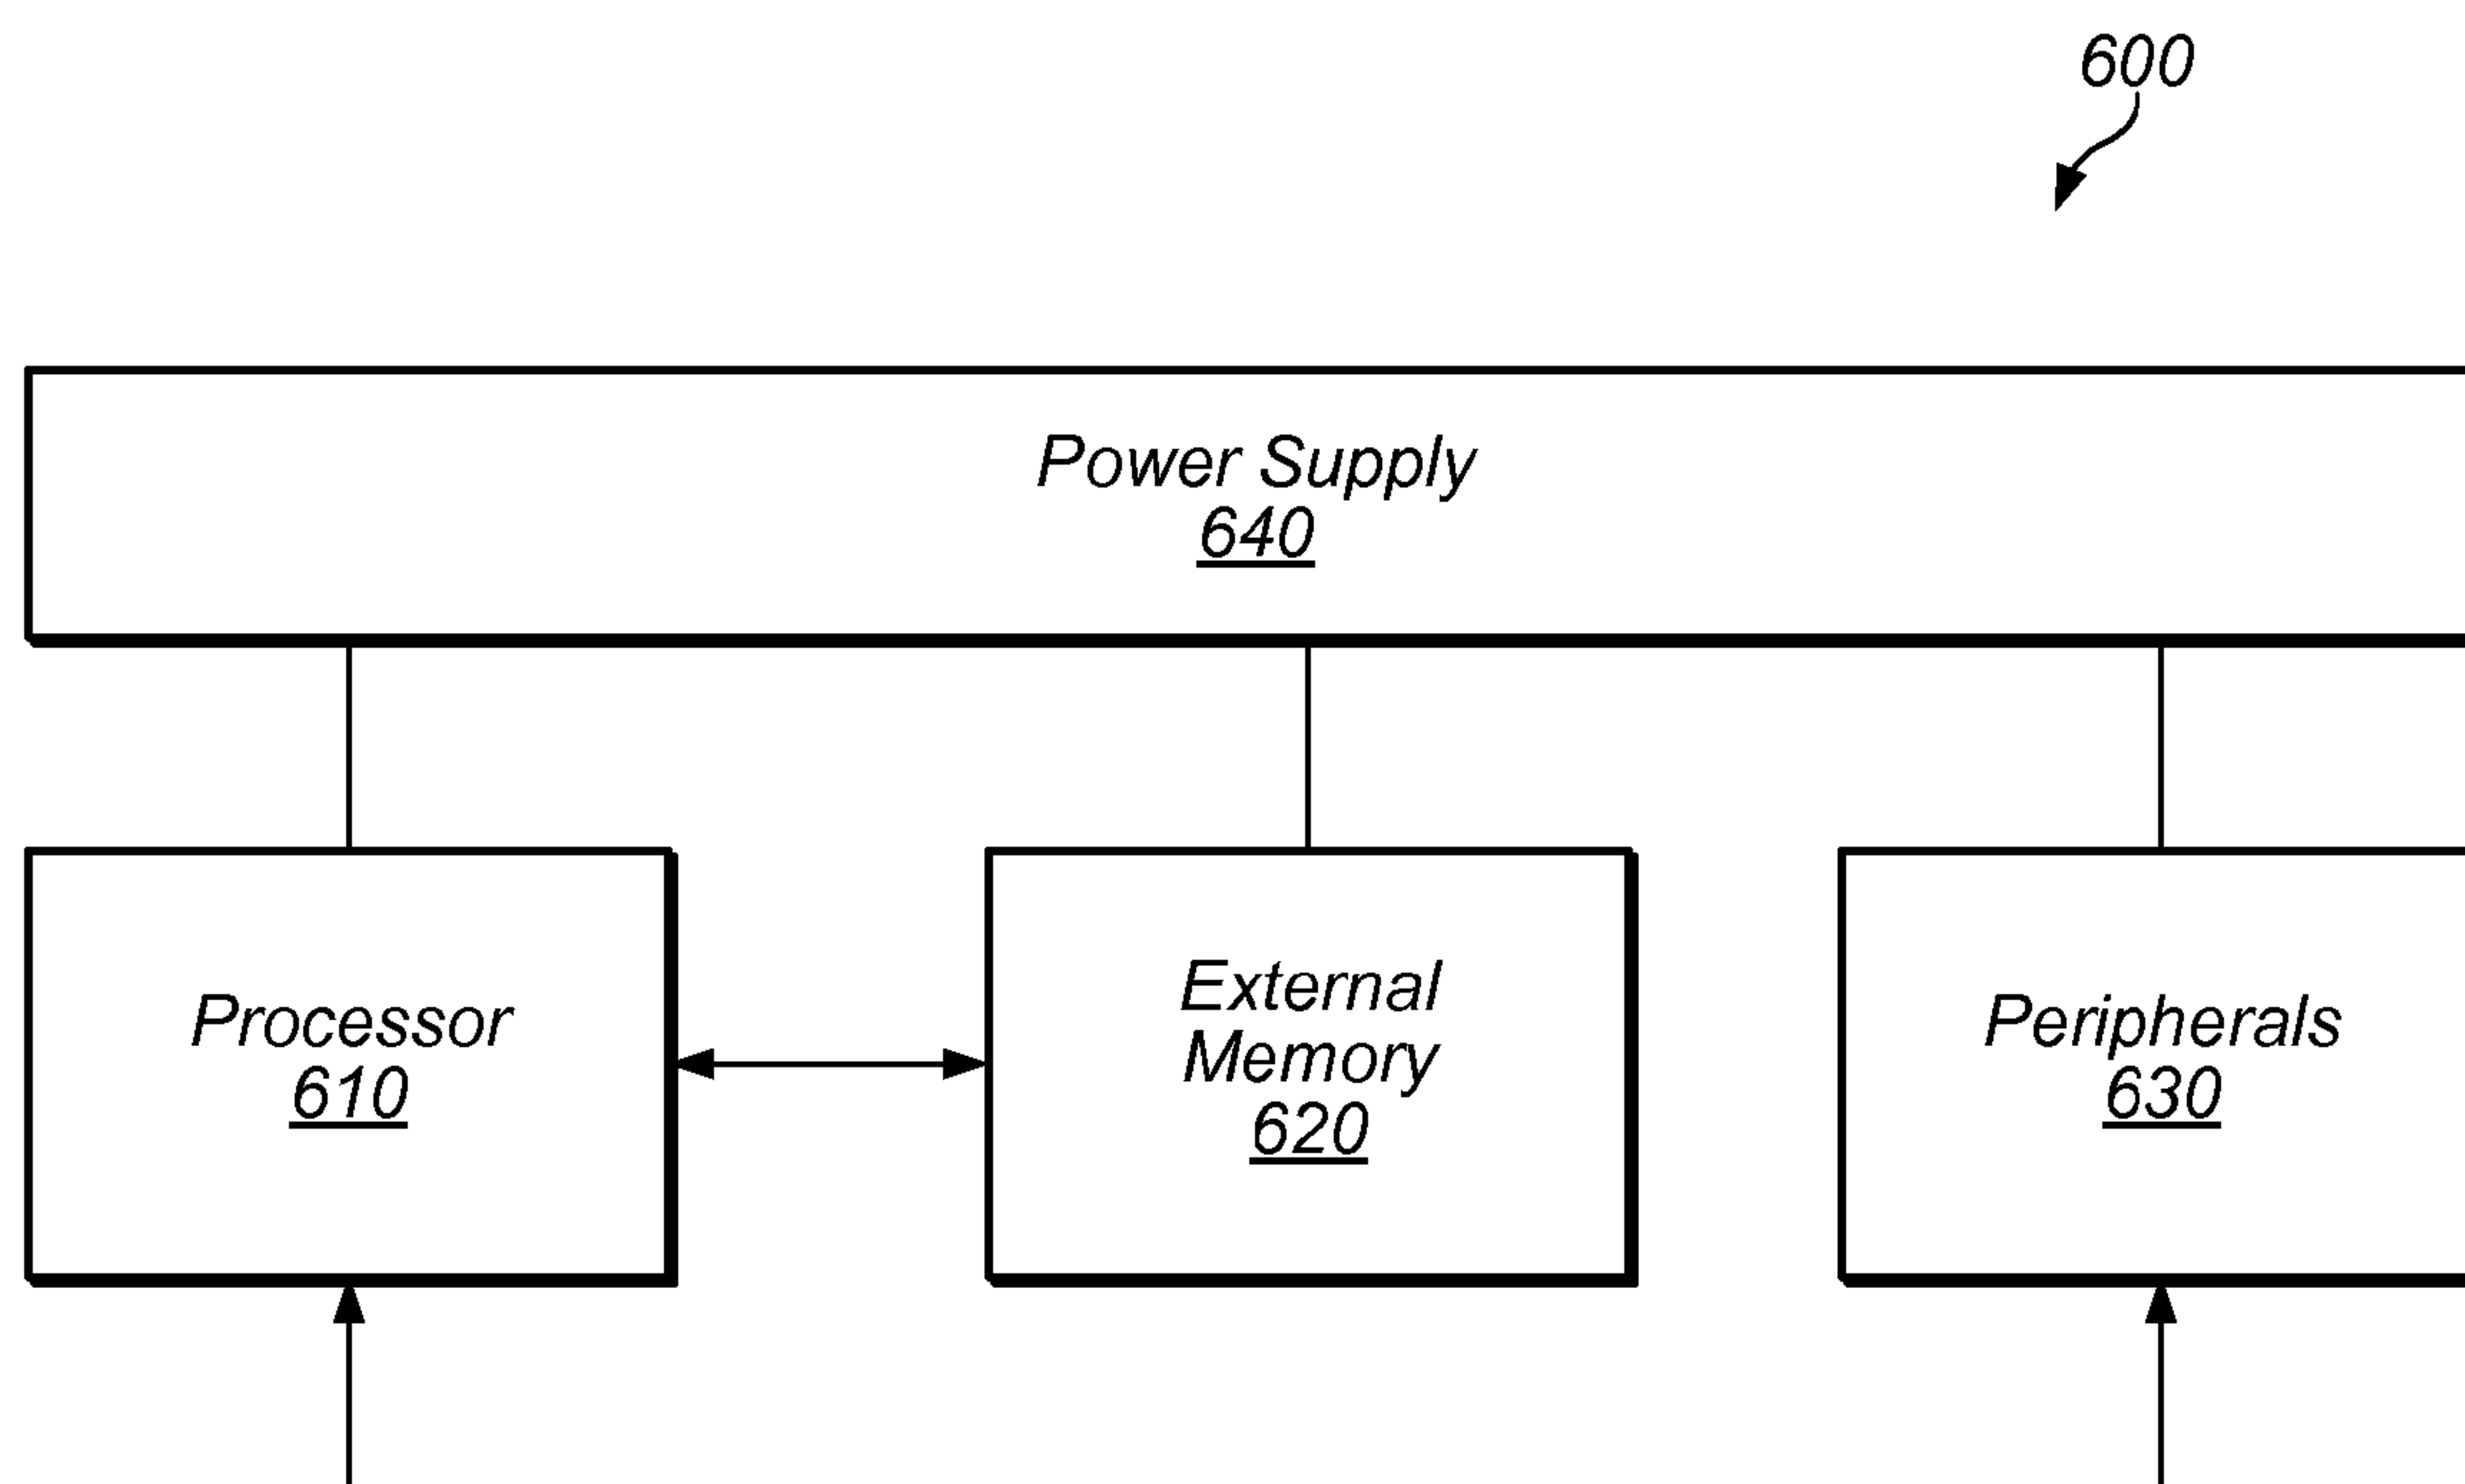 600
Power Supply
640
Processor
610
External
Memory
620
Peripherals
630